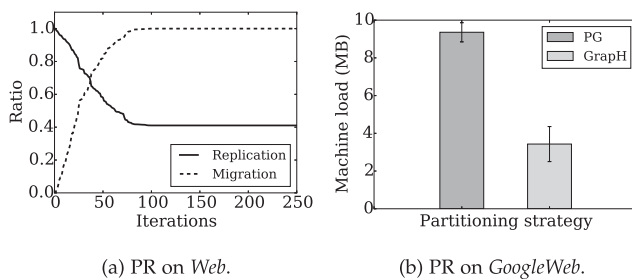 Ratio
1.0
0.8
0.6
0.4
0.2
0.0
0 50 100 150 200 250
Iterations
Replication
Migration
(a) PR on Web.
Machine load (MB)
10
8
6
4
2
0
PG
GrapH
Partitioning strategy
(b) PR on GoogleWeb.